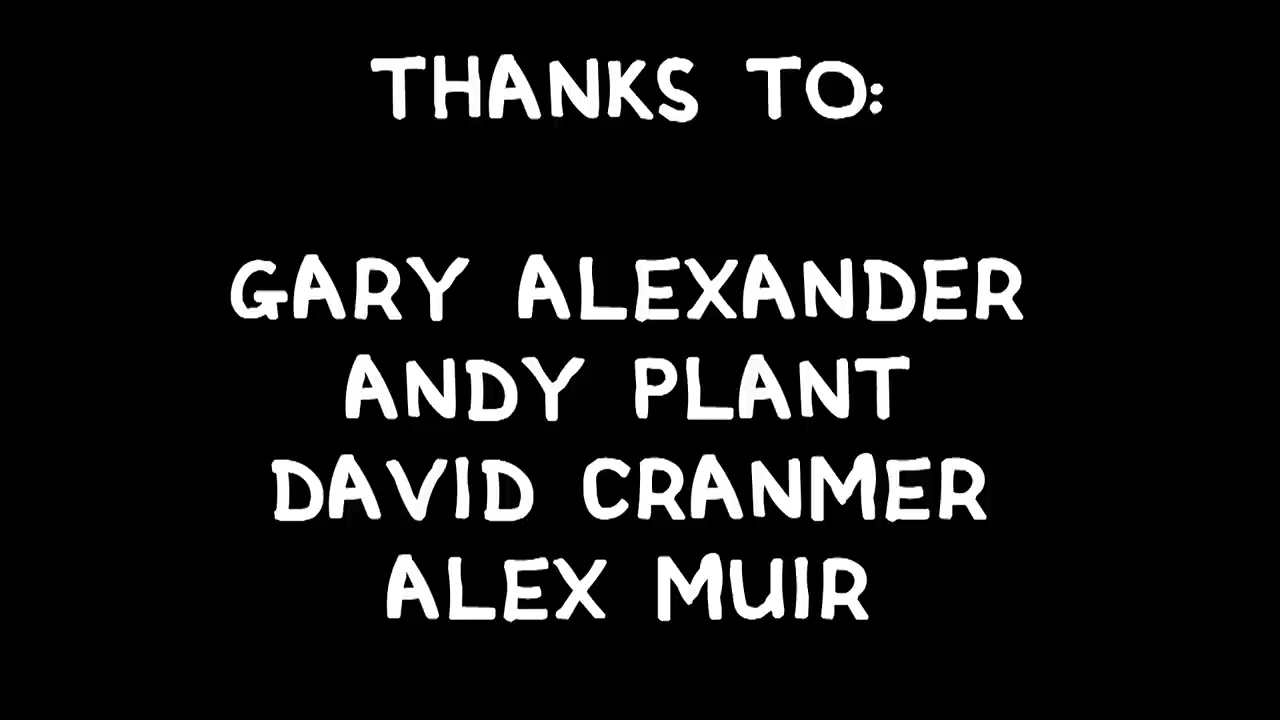 THANKS TO:
GARY ALEXANDER
ANDY PLANT
DAVID CRANMER
ALEX MUIR